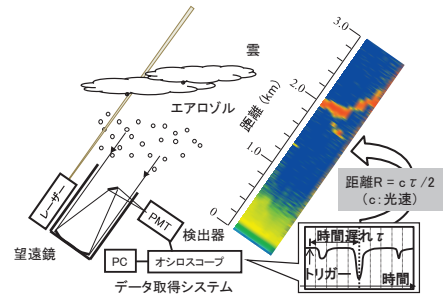 雲
エアロゾル
レーザー
望遠鏡
PMT
検出器
PC
オシロスコープ
データ取得システム
3.0
2.0
1.0
0
距離(km)
距離R = cτ/2
(c:光速)
時間遅れτ
トリガー
時間